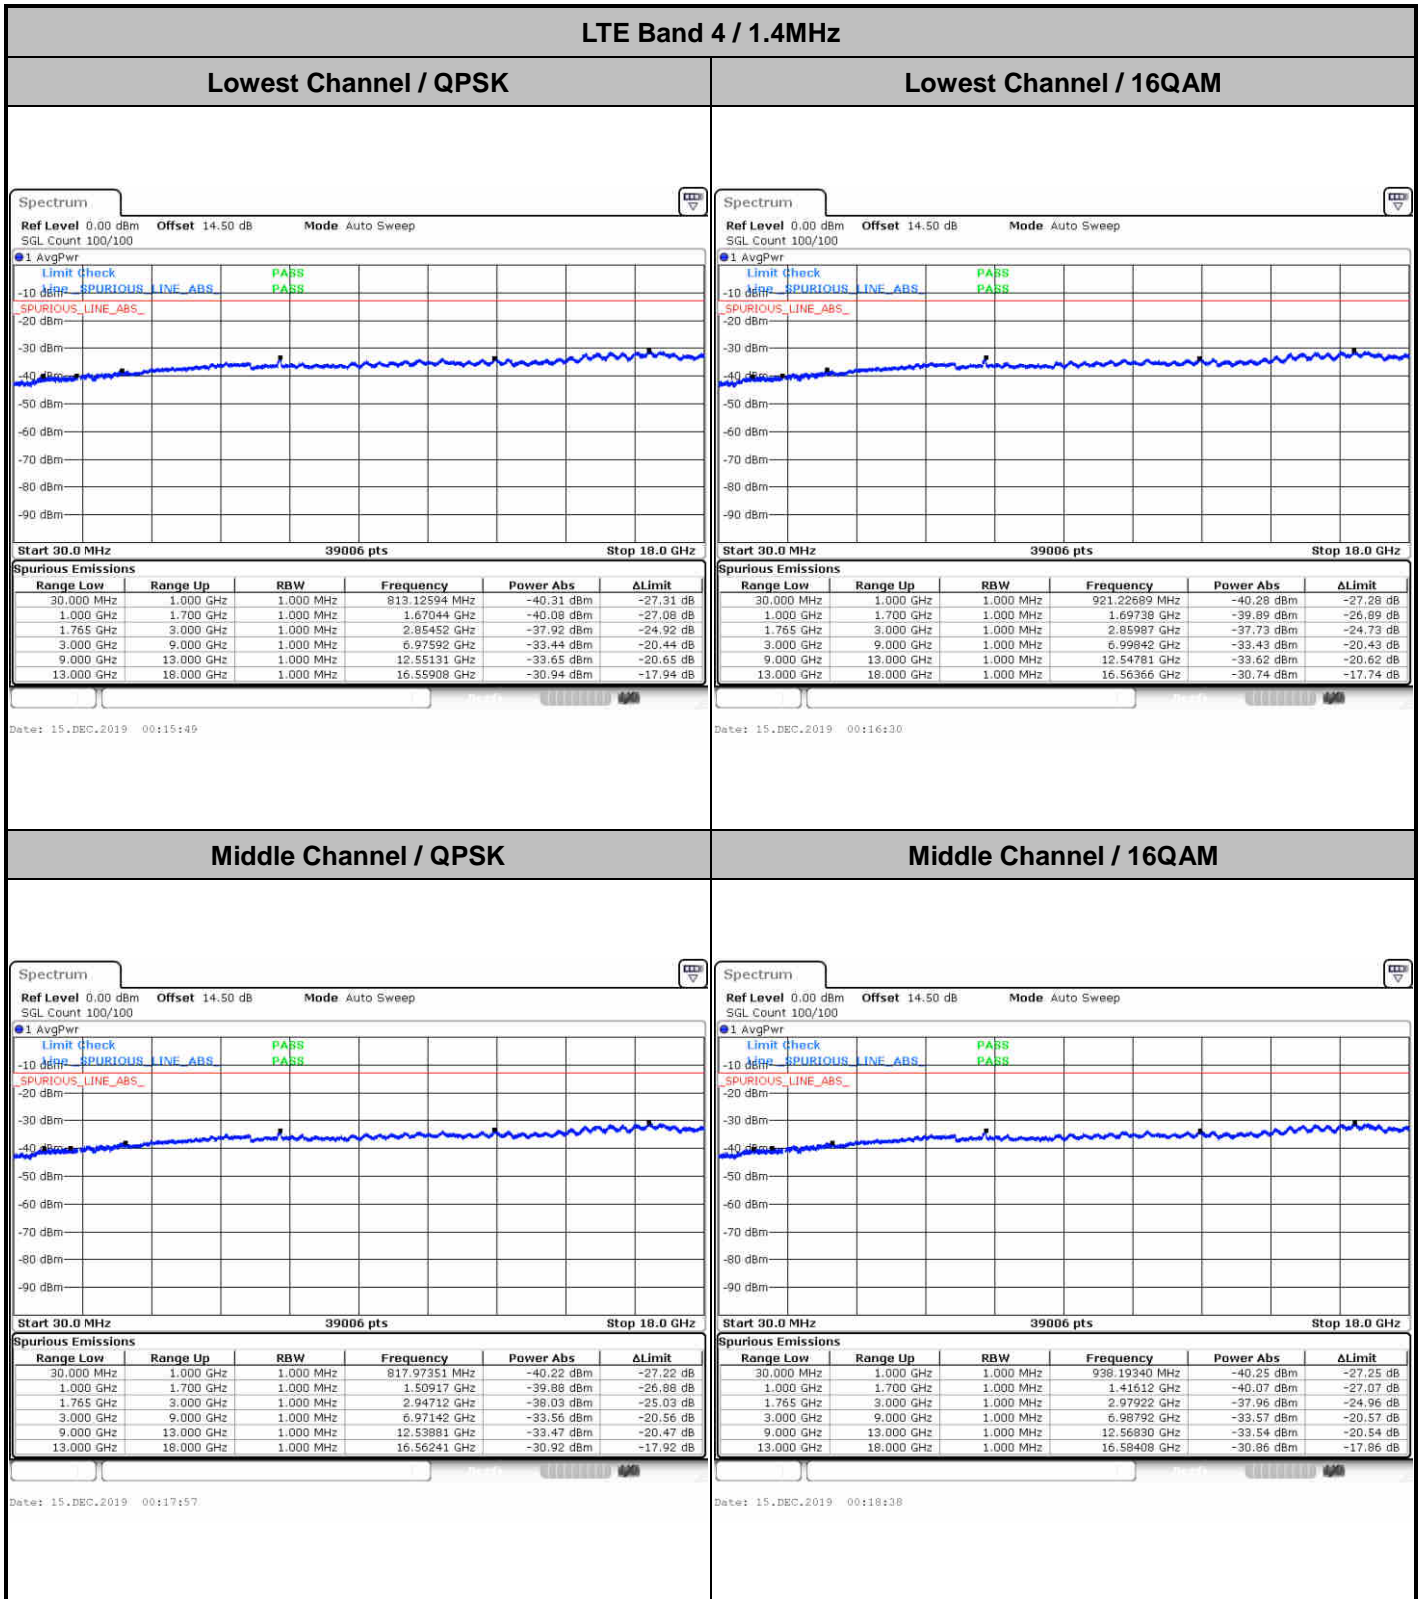 LTE Band 4 / 1.4MHz
Lowest Channel / QPSK
Lowest Channel / 16QAM
Spectrum
Ref Level 0.00 dBm Offset 14.50 dB Mode Auto Sweep
SGL Count 100/100
1 AvgPwr
Limit Check PASS
Line _SPURIOUS_LINE_ABS_ PASS
-10 dBm
_SPURIOUS_LINE_ABS_
-20 dBm
-30 dBm
-40 dBm
-50 dBm
-60 dBm
-70 dBm
-80 dBm
-90 dBm
Start 30.0 MHz 39006 pts Stop 18.0 GHz
Spurious Emissions
Range Low Range Up RBW Frequency Power Abs ΔLimit
30.000 MHz 1.000 GHz 1.000 MHz 813.12594 MHz -40.31 dBm -27.31 dB
1.000 GHz 1.700 GHz 1.000 MHz 1.67044 GHz -40.08 dBm -27.08 dB
1.765 GHz 3.000 GHz 1.000 MHz 2.85452 GHz -37.92 dBm -24.92 dB
3.000 GHz 9.000 GHz 1.000 MHz 6.97592 GHz -33.44 dBm -20.44 dB
9.000 GHz 13.000 GHz 1.000 MHz 12.55131 GHz -33.65 dBm -20.65 dB
13.000 GHz 18.000 GHz 1.000 MHz 16.55908 GHz -30.94 dBm -17.94 dB
Date: 15.DEC.2019 00:15:49
Spectrum
Ref Level 0.00 dBm Offset 14.50 dB Mode Auto Sweep
SGL Count 100/100
1 AvgPwr
Limit Check PASS
Line _SPURIOUS_LINE_ABS_ PASS
-10 dBm
_SPURIOUS_LINE_ABS_
-20 dBm
-30 dBm
-40 dBm
-50 dBm
-60 dBm
-70 dBm
-80 dBm
-90 dBm
Start 30.0 MHz 39006 pts Stop 18.0 GHz
Spurious Emissions
Range Low Range Up RBW Frequency Power Abs ΔLimit
30.000 MHz 1.000 GHz 1.000 MHz 921.22689 MHz -40.28 dBm -27.28 dB
1.000 GHz 1.700 GHz 1.000 MHz 1.69738 GHz -39.89 dBm -26.89 dB
1.765 GHz 3.000 GHz 1.000 MHz 2.85987 GHz -37.73 dBm -24.73 dB
3.000 GHz 9.000 GHz 1.000 MHz 6.99842 GHz -33.43 dBm -20.43 dB
9.000 GHz 13.000 GHz 1.000 MHz 12.54781 GHz -33.62 dBm -20.62 dB
13.000 GHz 18.000 GHz 1.000 MHz 16.56366 GHz -30.74 dBm -17.74 dB
Date: 15.DEC.2019 00:16:30
Middle Channel / QPSK
Middle Channel / 16QAM
Spectrum
Ref Level 0.00 dBm Offset 14.50 dB Mode Auto Sweep
SGL Count 100/100
1 AvgPwr
Limit Check PASS
Line _SPURIOUS_LINE_ABS_ PASS
-10 dBm
_SPURIOUS_LINE_ABS_
-20 dBm
-30 dBm
-40 dBm
-50 dBm
-60 dBm
-70 dBm
-80 dBm
-90 dBm
Start 30.0 MHz 39006 pts Stop 18.0 GHz
Spurious Emissions
Range Low Range Up RBW Frequency Power Abs ΔLimit
30.000 MHz 1.000 GHz 1.000 MHz 817.97351 MHz -40.22 dBm -27.22 dB
1.000 GHz 1.700 GHz 1.000 MHz 1.50917 GHz -39.88 dBm -26.88 dB
1.765 GHz 3.000 GHz 1.000 MHz 2.94712 GHz -38.03 dBm -25.03 dB
3.000 GHz 9.000 GHz 1.000 MHz 6.97142 GHz -33.56 dBm -20.56 dB
9.000 GHz 13.000 GHz 1.000 MHz 12.53881 GHz -33.47 dBm -20.47 dB
13.000 GHz 18.000 GHz 1.000 MHz 16.56241 GHz -30.92 dBm -17.92 dB
Date: 15.DEC.2019 00:17:57
Spectrum
Ref Level 0.00 dBm Offset 14.50 dB Mode Auto Sweep
SGL Count 100/100
1 AvgPwr
Limit Check PASS
Line _SPURIOUS_LINE_ABS_ PASS
-10 dBm
_SPURIOUS_LINE_ABS_
-20 dBm
-30 dBm
-40 dBm
-50 dBm
-60 dBm
-70 dBm
-80 dBm
-90 dBm
Start 30.0 MHz 39006 pts Stop 18.0 GHz
Spurious Emissions
Range Low Range Up RBW Frequency Power Abs ΔLimit
30.000 MHz 1.000 GHz 1.000 MHz 938.19340 MHz -40.25 dBm -27.25 dB
1.000 GHz 1.700 GHz 1.000 MHz 1.41612 GHz -40.07 dBm -27.07 dB
1.765 GHz 3.000 GHz 1.000 MHz 2.97922 GHz -37.96 dBm -24.96 dB
3.000 GHz 9.000 GHz 1.000 MHz 6.98792 GHz -33.57 dBm -20.57 dB
9.000 GHz 13.000 GHz 1.000 MHz 12.56830 GHz -33.54 dBm -20.54 dB
13.000 GHz 18.000 GHz 1.000 MHz 16.58408 GHz -30.86 dBm -17.86 dB
Date: 15.DEC.2019 00:18:38